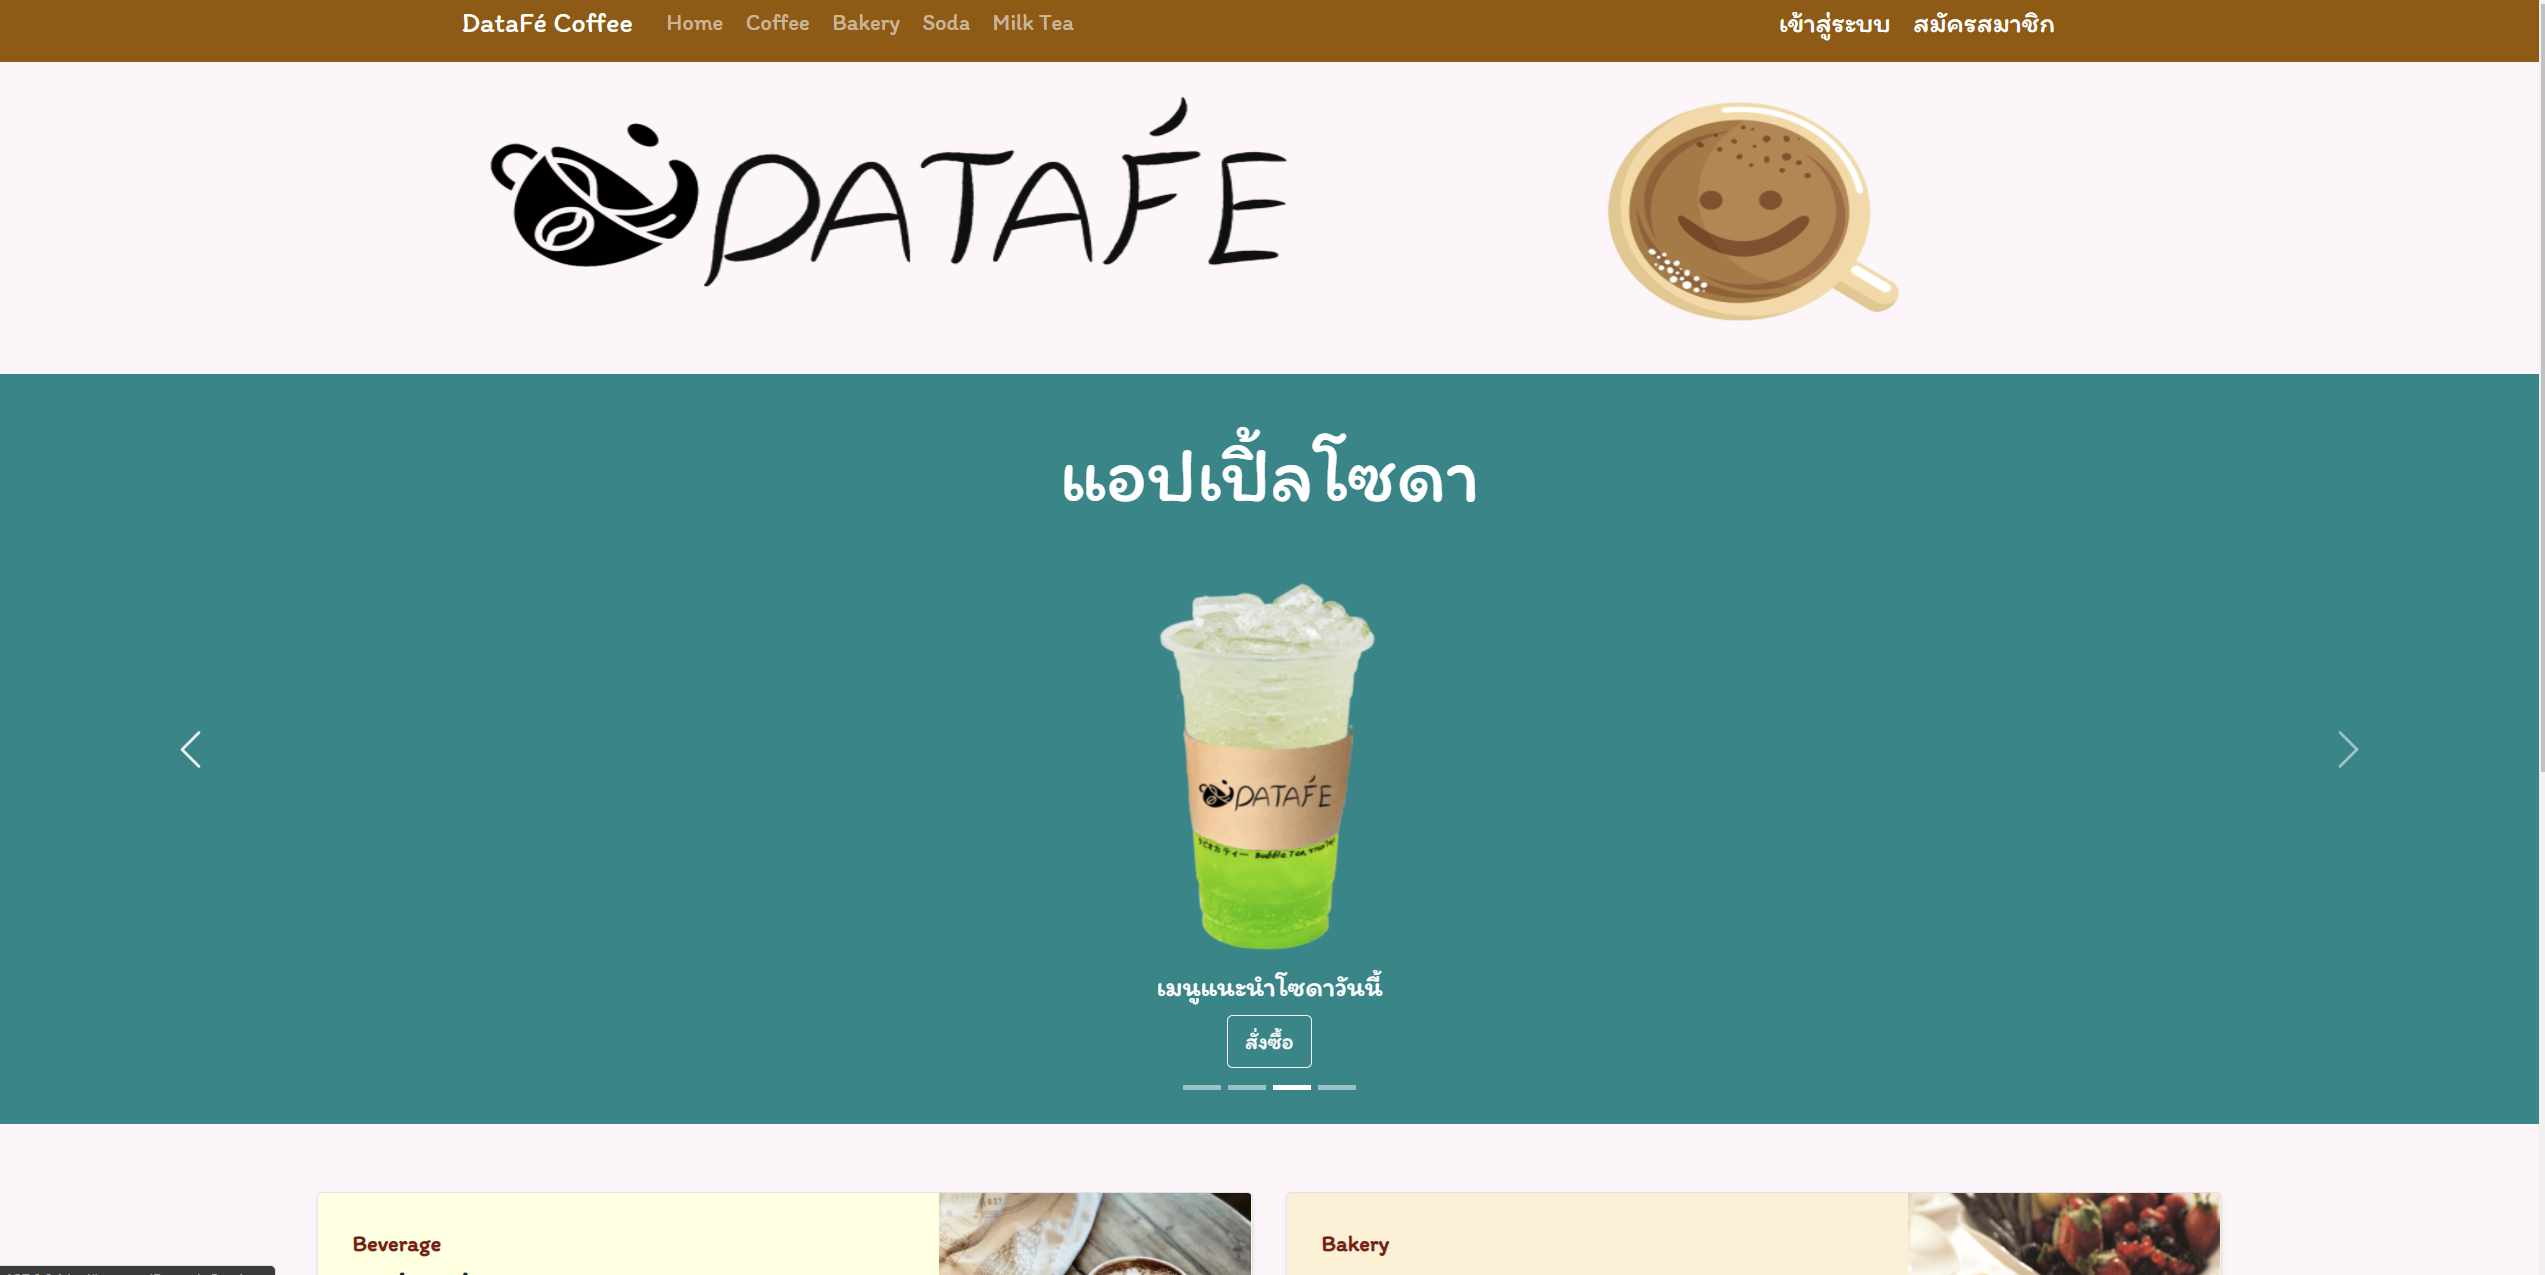 DataFé Coffee Home Coffee Bakery Soda Milk Tea เข้าสู่ระบบ สมัครสมาชิก
DATAFÉ
แอปเปิ้ลโซดา
DATAFÉ
Bubble Tea
เมนูแนะนำโซดาวันนี้
สั่งซื้อ
Beverage
Bakery